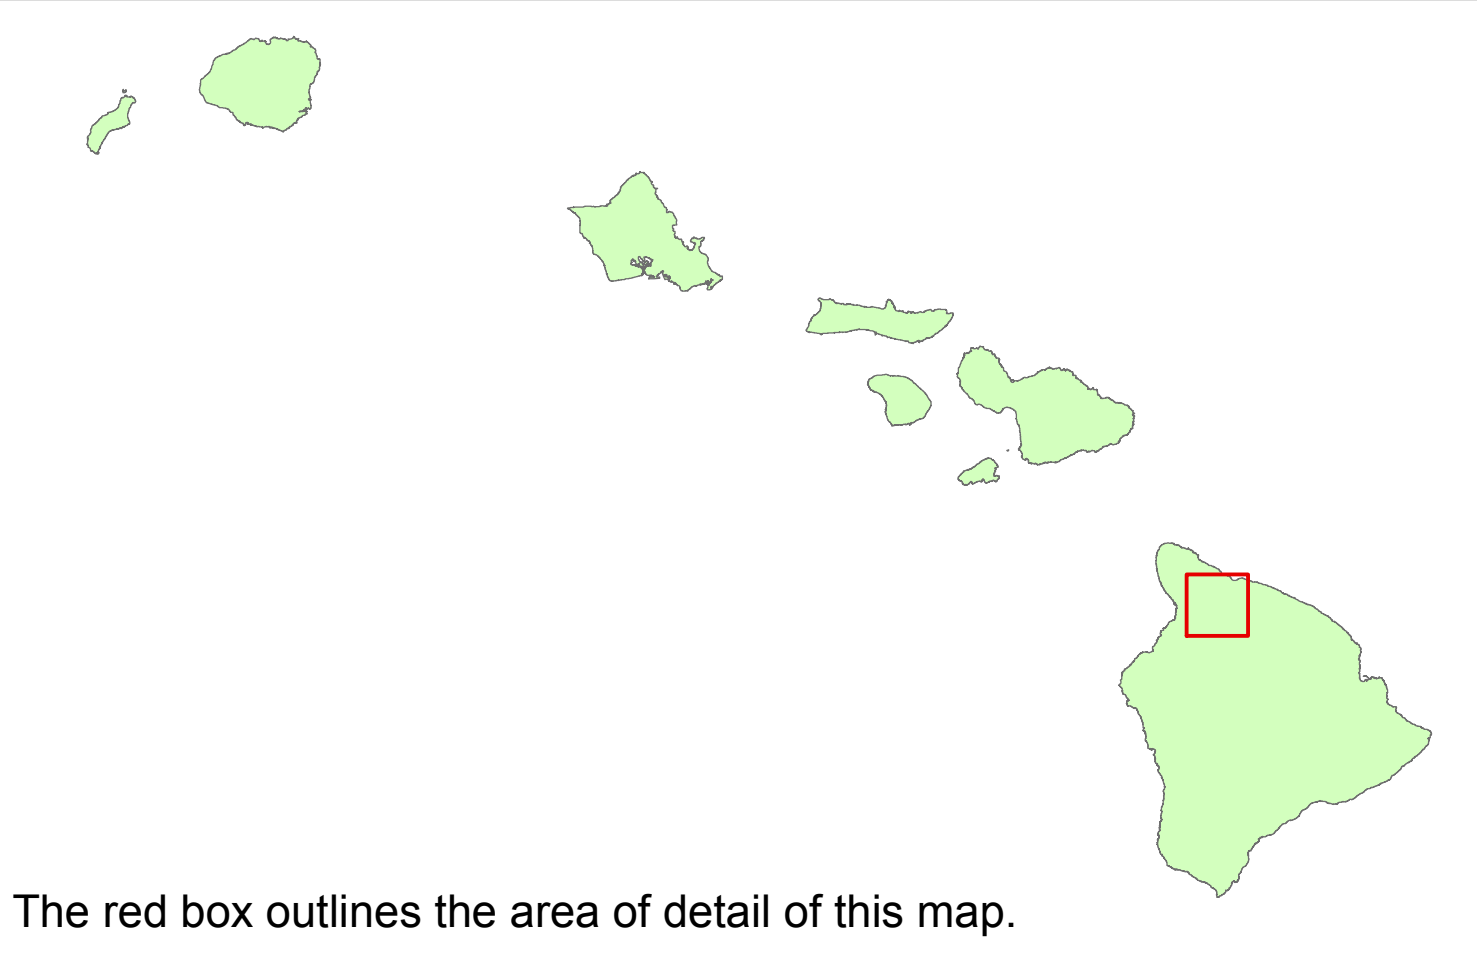 The red box outlines the area of detail of this map.